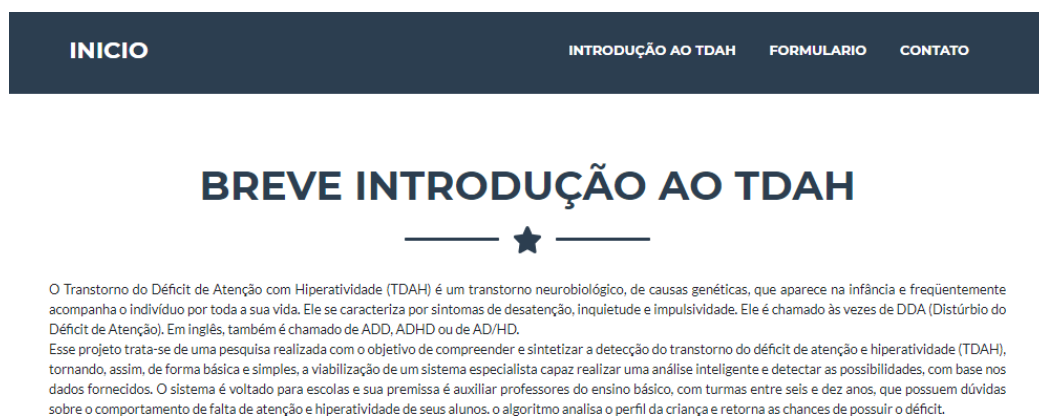 INICIO
INTRODUÇÃO AO TDAH FORMULARIO CONTATO
BREVE INTRODUÇÃO AO TDAH
O Transtorno do Déficit de Atenção com Hiperatividade (TDAH) é um transtorno neurobiológico, de causas genéticas, que aparece na infância e freqüentemente
acompanha o indivíduo por toda a sua vida. Ele se caracteriza por sintomas de desatenção, inquietude e impulsividade. Ele é chamado às vezes de DDA (Distúrbio do
Déficit de Atenção). Em inglês, também é chamado de ADD, ADHD ou de AD/HD.
Esse projeto trata-se de uma pesquisa realizada com o objetivo de compreender e sintetizar a detecção do transtorno do déficit de atenção e hiperatividade (TDAH),
tornando, assim, de forma básica e simples, a viabilização de um sistema especialista capaz realizar uma análise inteligente e detectar as possibilidades, com base nos
dados fornecidos. O sistema é voltado para escolas e sua premissa é auxiliar professores do ensino básico, com turmas entre seis e dez anos, que possuem dúvidas
sobre o comportamento de falta de atenção e hiperatividade de seus alunos. o algoritmo analisa o perfil da criança e retorna as chances de possuir o déficit.